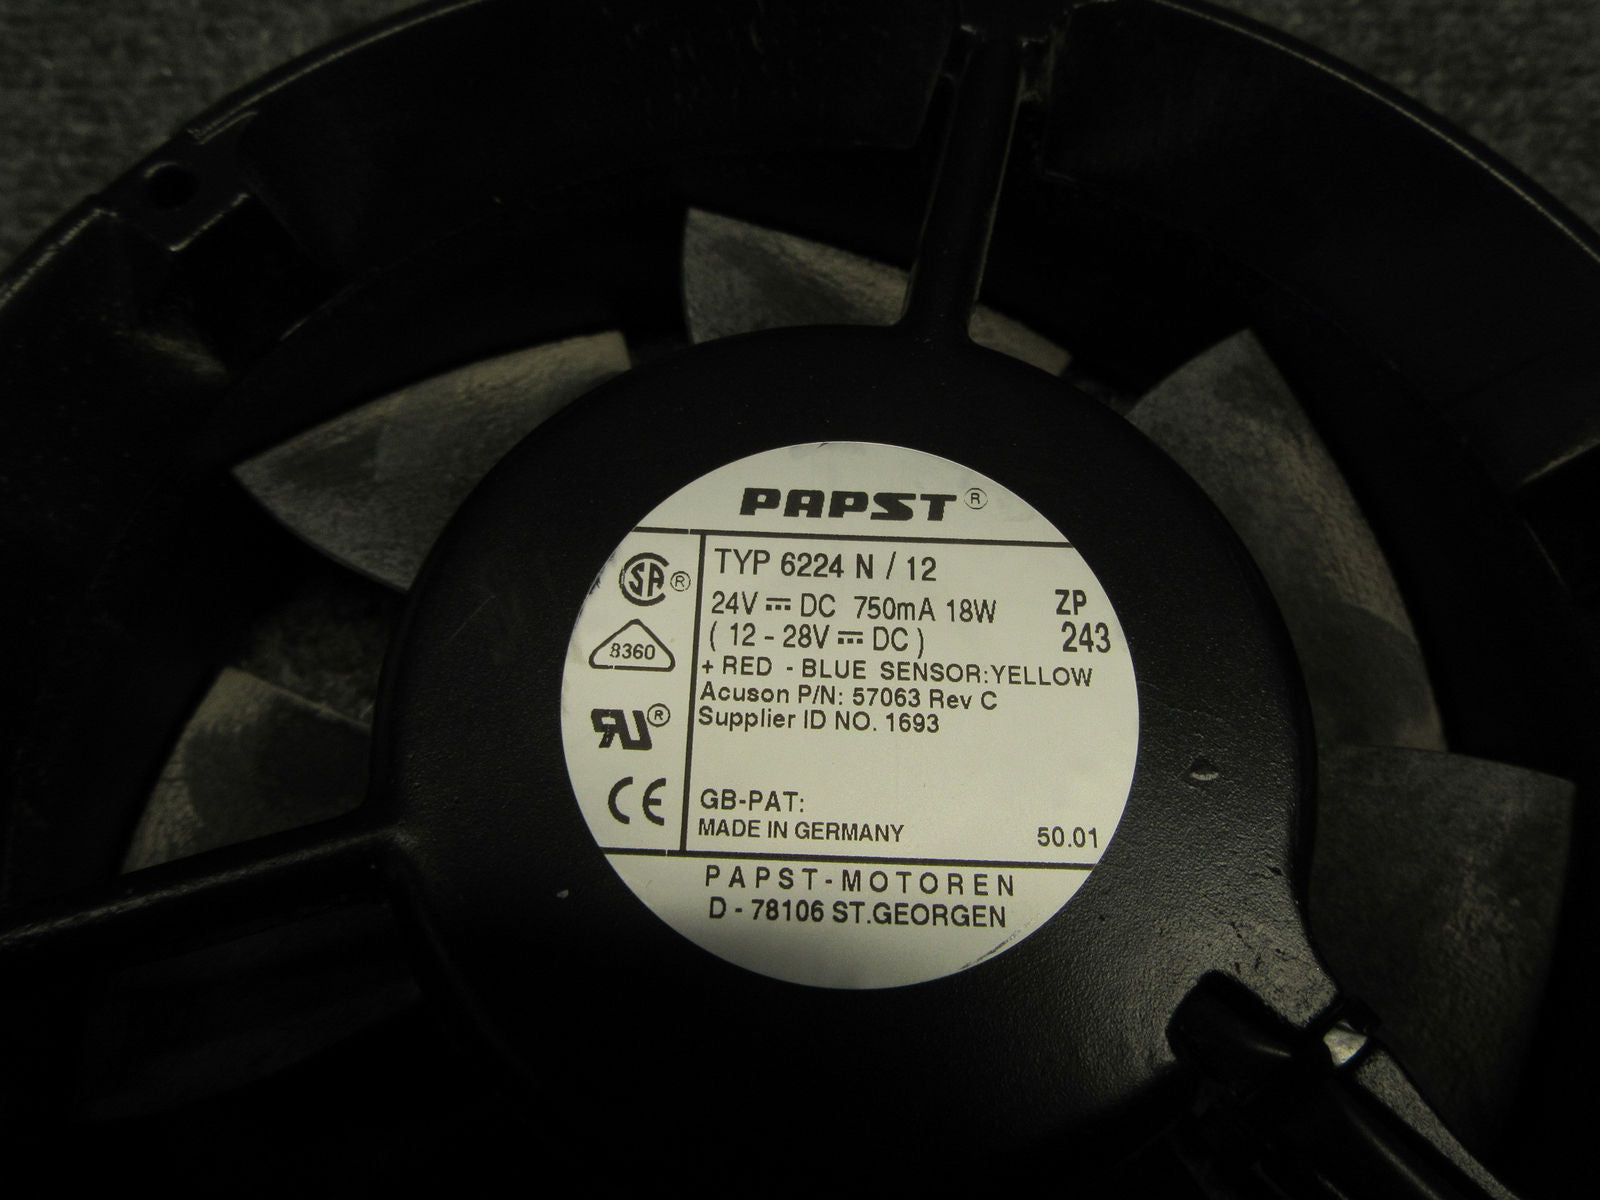 PAPST ®
TYP 6224 N / 12
24V ⎓ DC 750mA 18W
ZP
( 12 - 28V ⎓ DC )
243
+ RED - BLUE SENSOR:YELLOW
Acuson P/N: 57063 Rev C
Supplier ID NO. 1693
SA ®
8360
RU ®
CE
GB-PAT:
MADE IN GERMANY
50.01
PAPST-MOTOREN
D - 78106 ST.GEORGEN